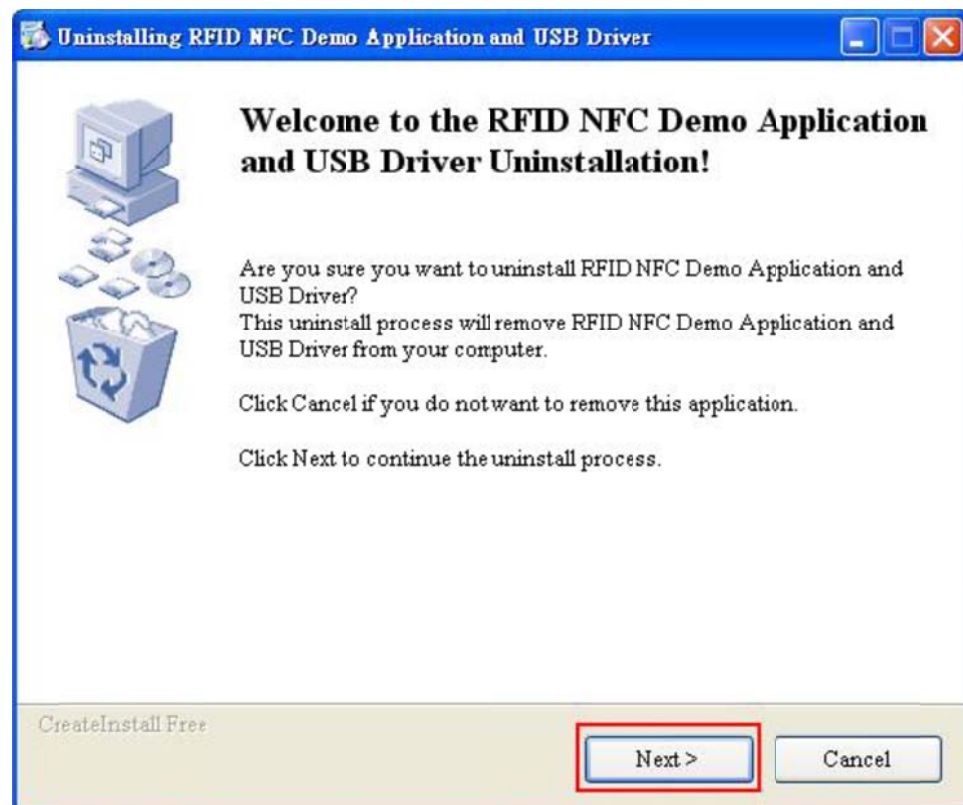 Uninstalling RFID NFC Demo Application and USB Driver
Welcome to the RFID NFC Demo Application
and USB Driver Uninstallation!
Are you sure you want to uninstall RFID NFC Demo Application and
USB Driver?
This uninstall process will remove RFID NFC Demo Application and
USB Driver from your computer.
Click Cancel if you do not want to remove this application.
Click Next to continue the uninstall process.
CreateInstall Free
Next >
Cancel